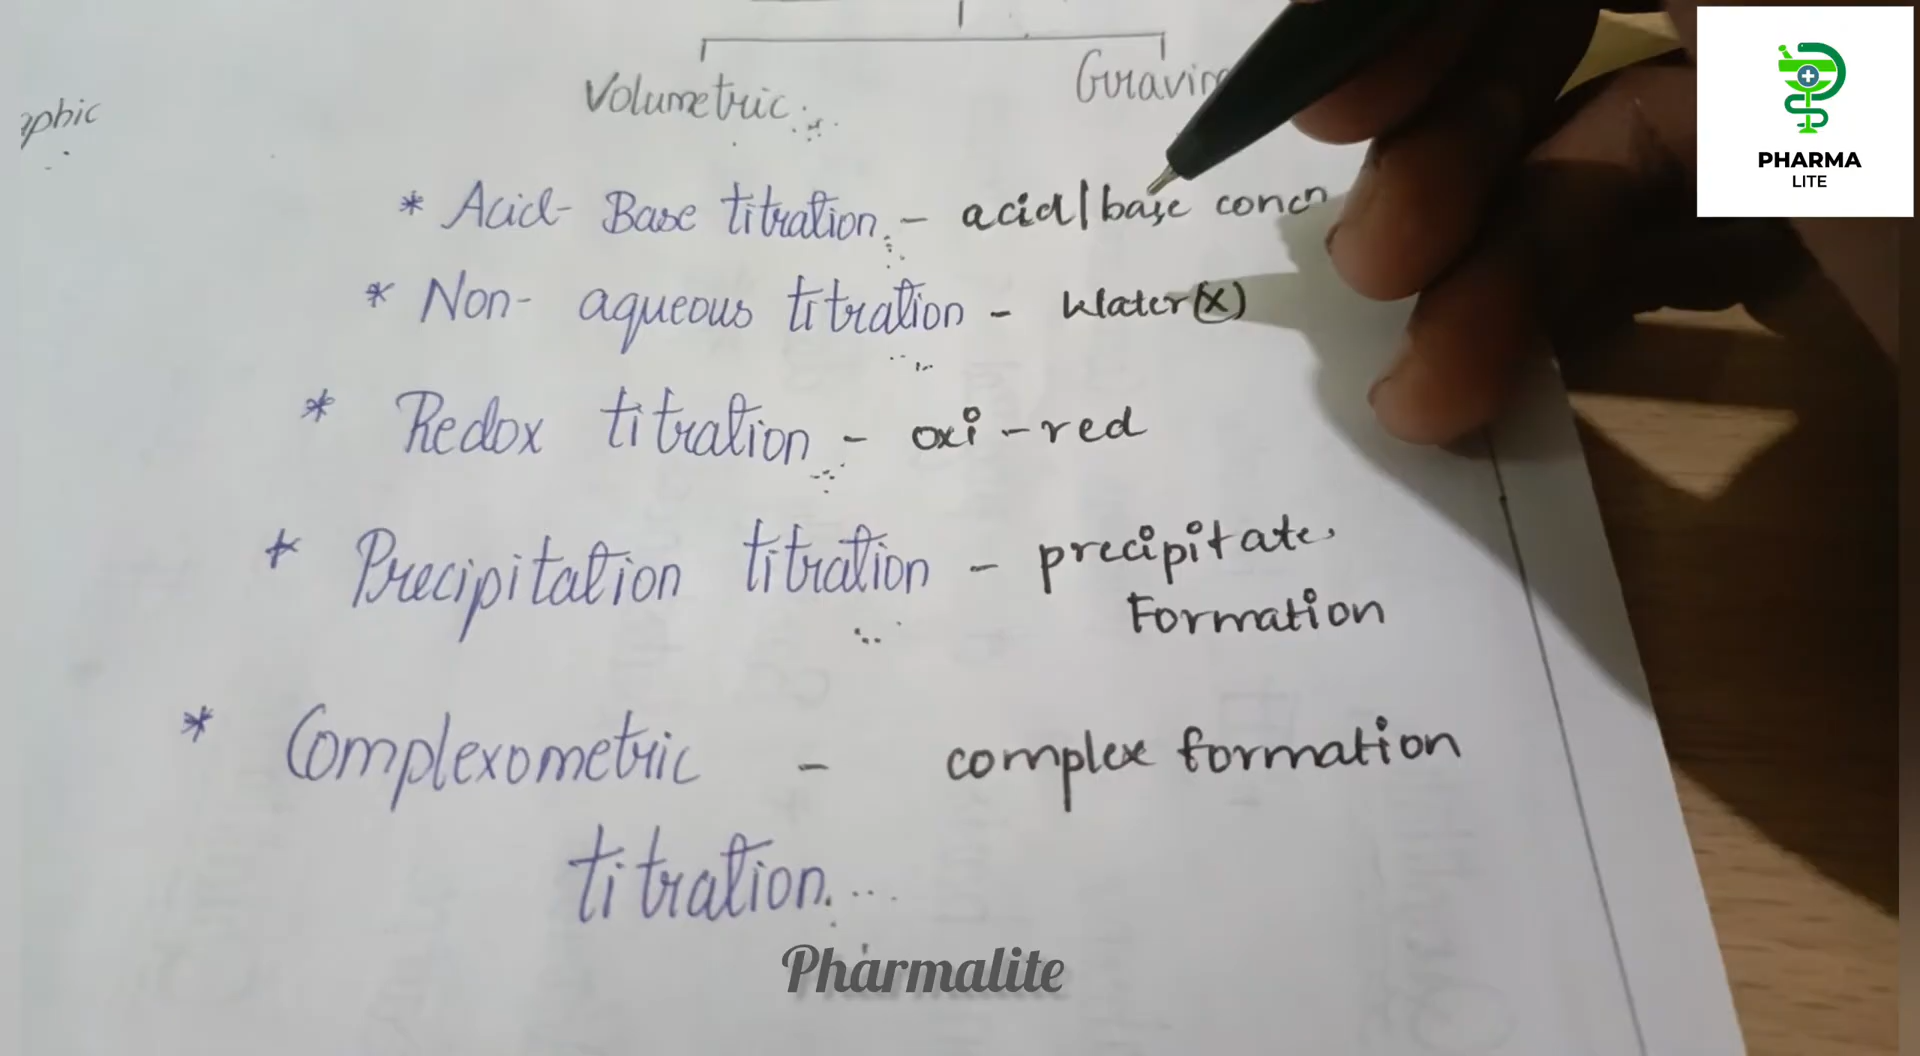 Volumetric
* Acid- Base titration - acid/base concn
* Non- aqueous titration - Water(x)
* Redox titration - oxi - red
* Precipitation titration - precipitate
Formation
* Complexometric - complex formation
titration
PHARMA
LITE
Pharmalite